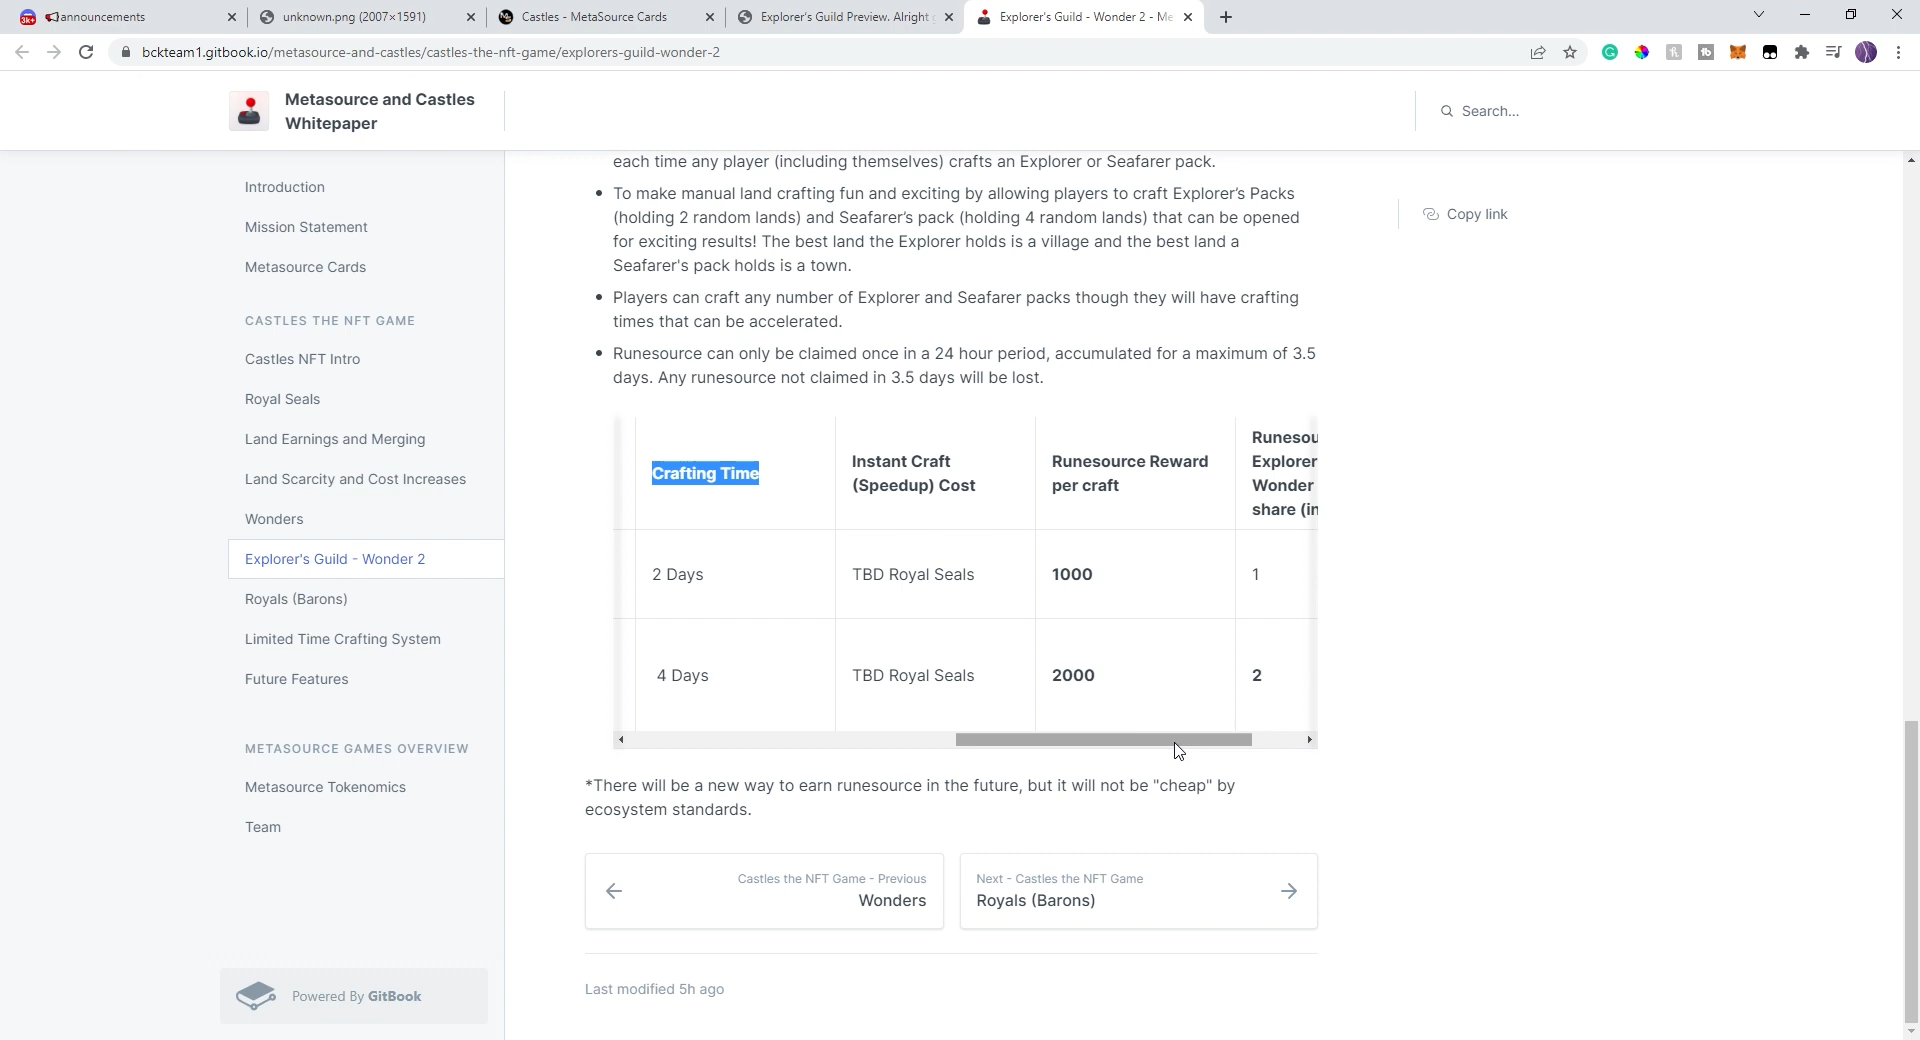 3K+ announcements
unknown.png (2007×1591)
Castles - MetaSource Cards
Explorer's Guild Preview. Alright
Explorer's Guild - Wonder 2 - Me
bckteam1.gitbook.io/metasource-and-castles/castles-the-nft-game/explorers-guild-wonder-2
Metasource and Castles
Whitepaper
Search...
Introduction
Mission Statement
Metasource Cards
CASTLES THE NFT GAME
Castles NFT Intro
Royal Seals
Land Earnings and Merging
Land Scarcity and Cost Increases
Wonders
Explorer's Guild - Wonder 2
Royals (Barons)
Limited Time Crafting System
Future Features
METASOURCE GAMES OVERVIEW
Metasource Tokenomics
Team
Powered By GitBook
each time any player (including themselves) crafts an Explorer or Seafarer pack.
• To make manual land crafting fun and exciting by allowing players to craft Explorer’s Packs
(holding 2 random lands) and Seafarer’s pack (holding 4 random lands) that can be opened
for exciting results! The best land the Explorer holds is a village and the best land a
Seafarer's pack holds is a town.
• Players can craft any number of Explorer and Seafarer packs though they will have crafting
times that can be accelerated.
• Runesource can only be claimed once in a 24 hour period, accumulated for a maximum of 3.5
days. Any runesource not claimed in 3.5 days will be lost.
Crafting Time
Instant Craft
(Speedup) Cost
Runesource Reward
per craft
Runesou
Explorer
Wonder
share (in
2 Days
TBD Royal Seals
1000
1
4 Days
TBD Royal Seals
2000
2
*There will be a new way to earn runesource in the future, but it will not be "cheap" by
ecosystem standards.
Castles the NFT Game - Previous
Wonders
Next - Castles the NFT Game
Royals (Barons)
Last modified 5h ago
Copy link